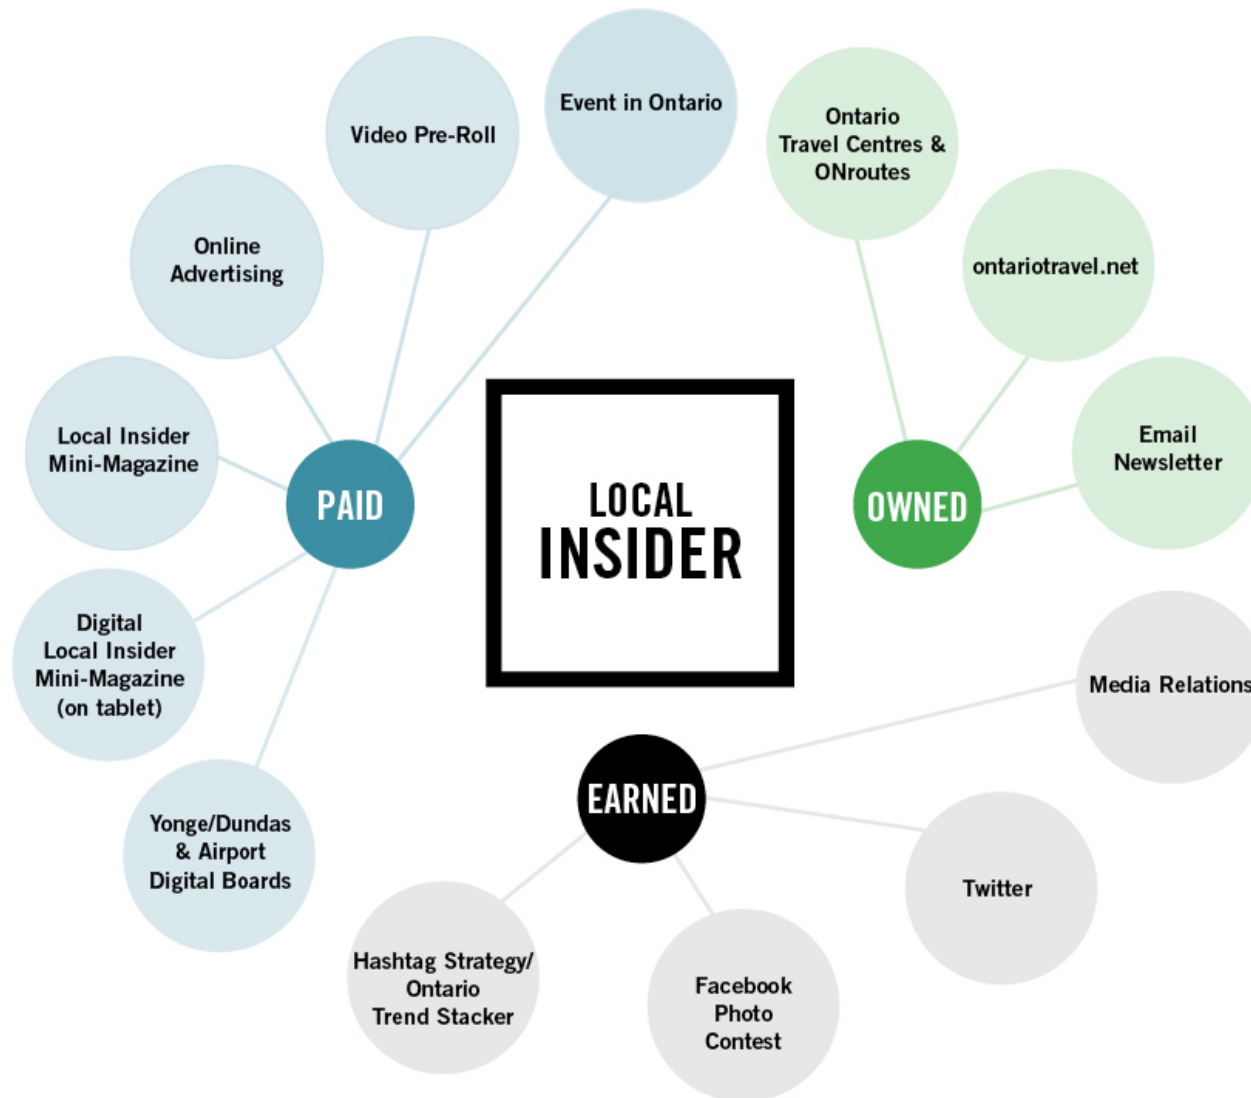 Event in Ontario
Video Pre-Roll
Online
Advertising
Local Insider
Mini-Magazine
Digital
Local Insider
Mini-Magazine
(on tablet)
Yonge/Dundas
& Airport
Digital Boards
PAID
LOCAL
INSIDER
Ontario
Travel Centres &
ONroutes
ontariotravel.net
Email
Newsletter
OWNED
EARNED
Media Relations
Twitter
Facebook
Photo
Contest
Hashtag Strategy/
Ontario
Trend Stacker